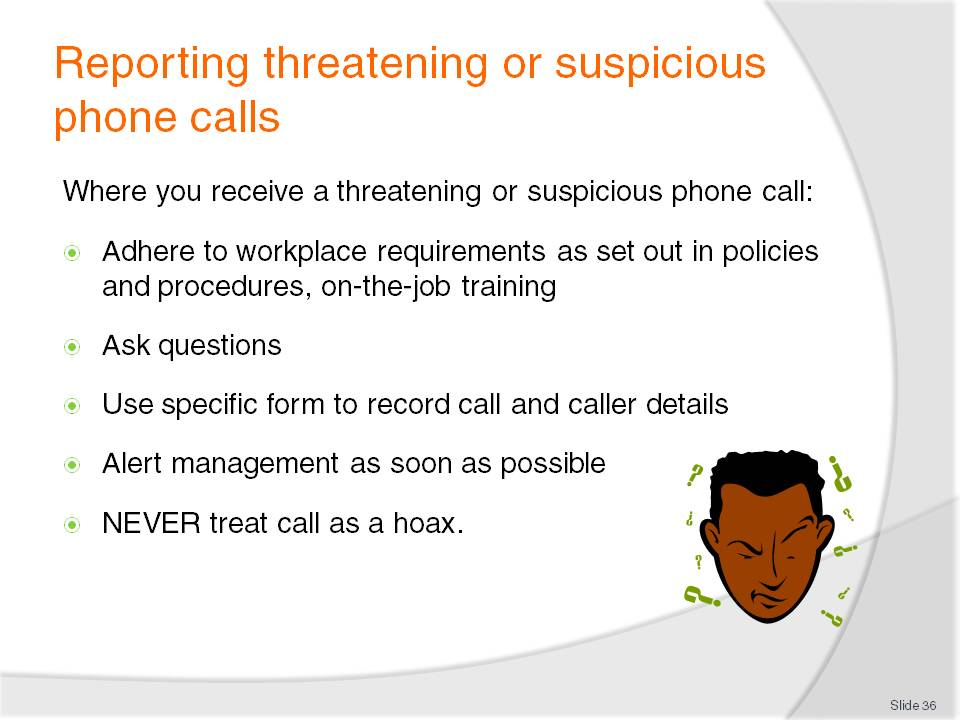 Reporting threatening or suspicious
phone calls
Where you receive a threatening or suspicious phone call:
Adhere to workplace requirements as set out in policies
and procedures, on-the-job training
Ask questions
Use specific form to record call and caller details
Alert management as soon as possible
NEVER treat call as a hoax.
Slide 36